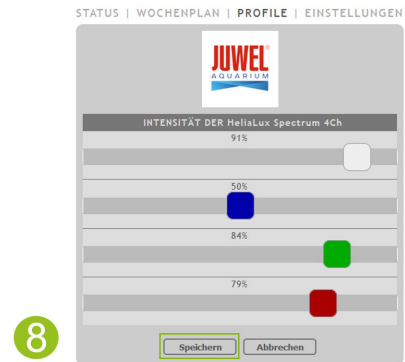 STATUS | WOCHENPLAN | PROFILE | EINSTELLUNGEN
JUWEL®
AQUARIUM
INTENSITÄT DER HeliaLux Spectrum 4Ch
91%
50%
84%
79%
8
Speichern Abbrechen